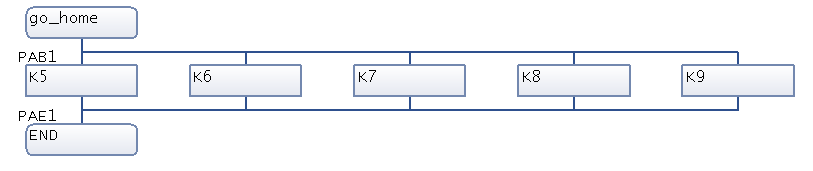 go_home
PAB1
K5 K6 K7 K8 K9
PAE1
END